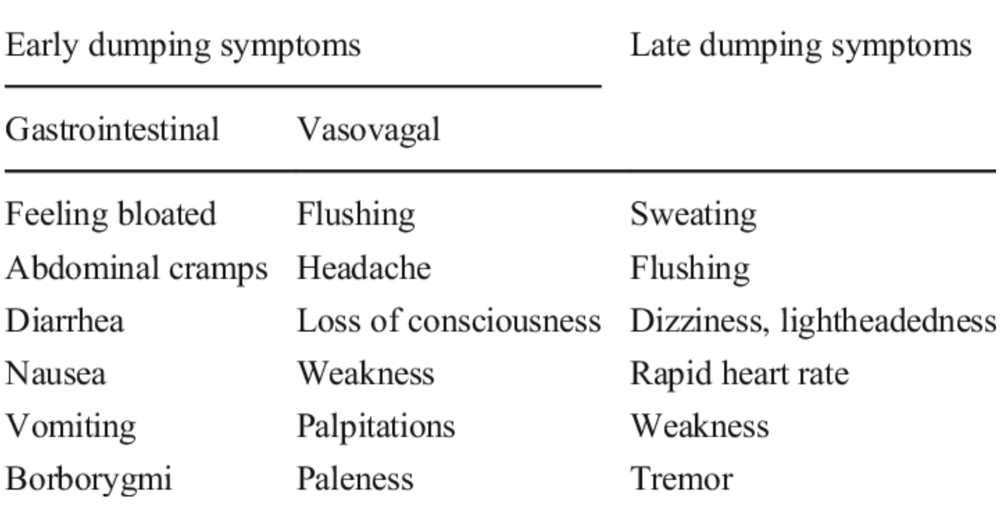 Early dumping symptoms Late dumping symptoms
Gastrointestinal Vasovagal
Feeling bloated Flushing Sweating
Abdominal cramps Headache Flushing
Diarrhea Loss of consciousness Dizziness, lightheadedness
Nausea Weakness Rapid heart rate
Vomiting Palpitations Weakness
Borborygmi Paleness Tremor